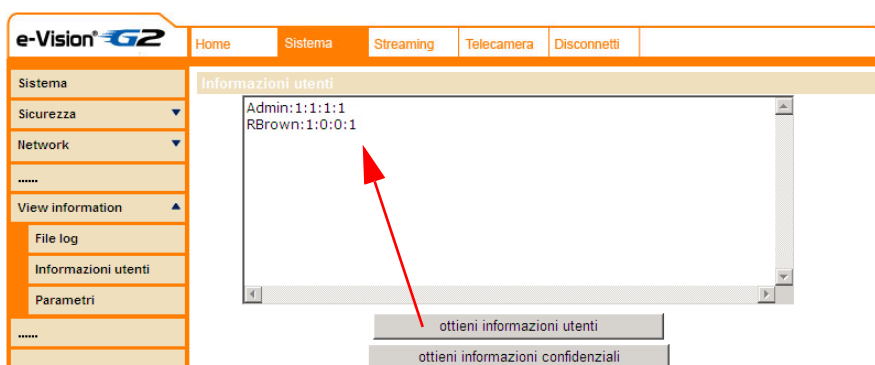 e-Vision® G2
Home Sistema Streaming Telecamera Disconnetti
Sistema
Sicurezza
Network
......
View information
File log
Informazioni utenti
Parametri
......
Informazioni utenti
Admin:1:1:1:1
RBrown:1:0:0:1
ottieni informazioni utenti
ottieni informazioni confidenziali